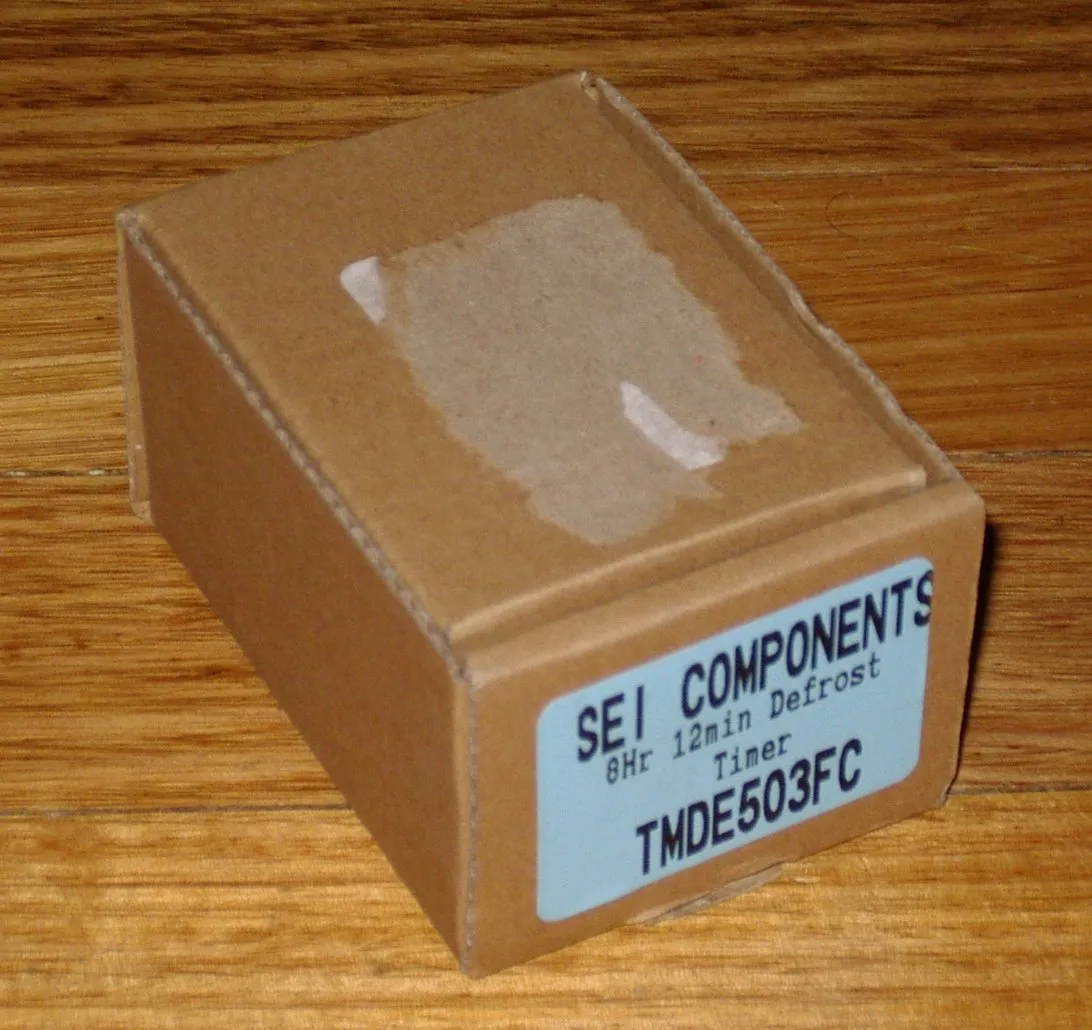 SEI COMPONENTS
8Hr 12min Defrost
Timer
TMDE503FC